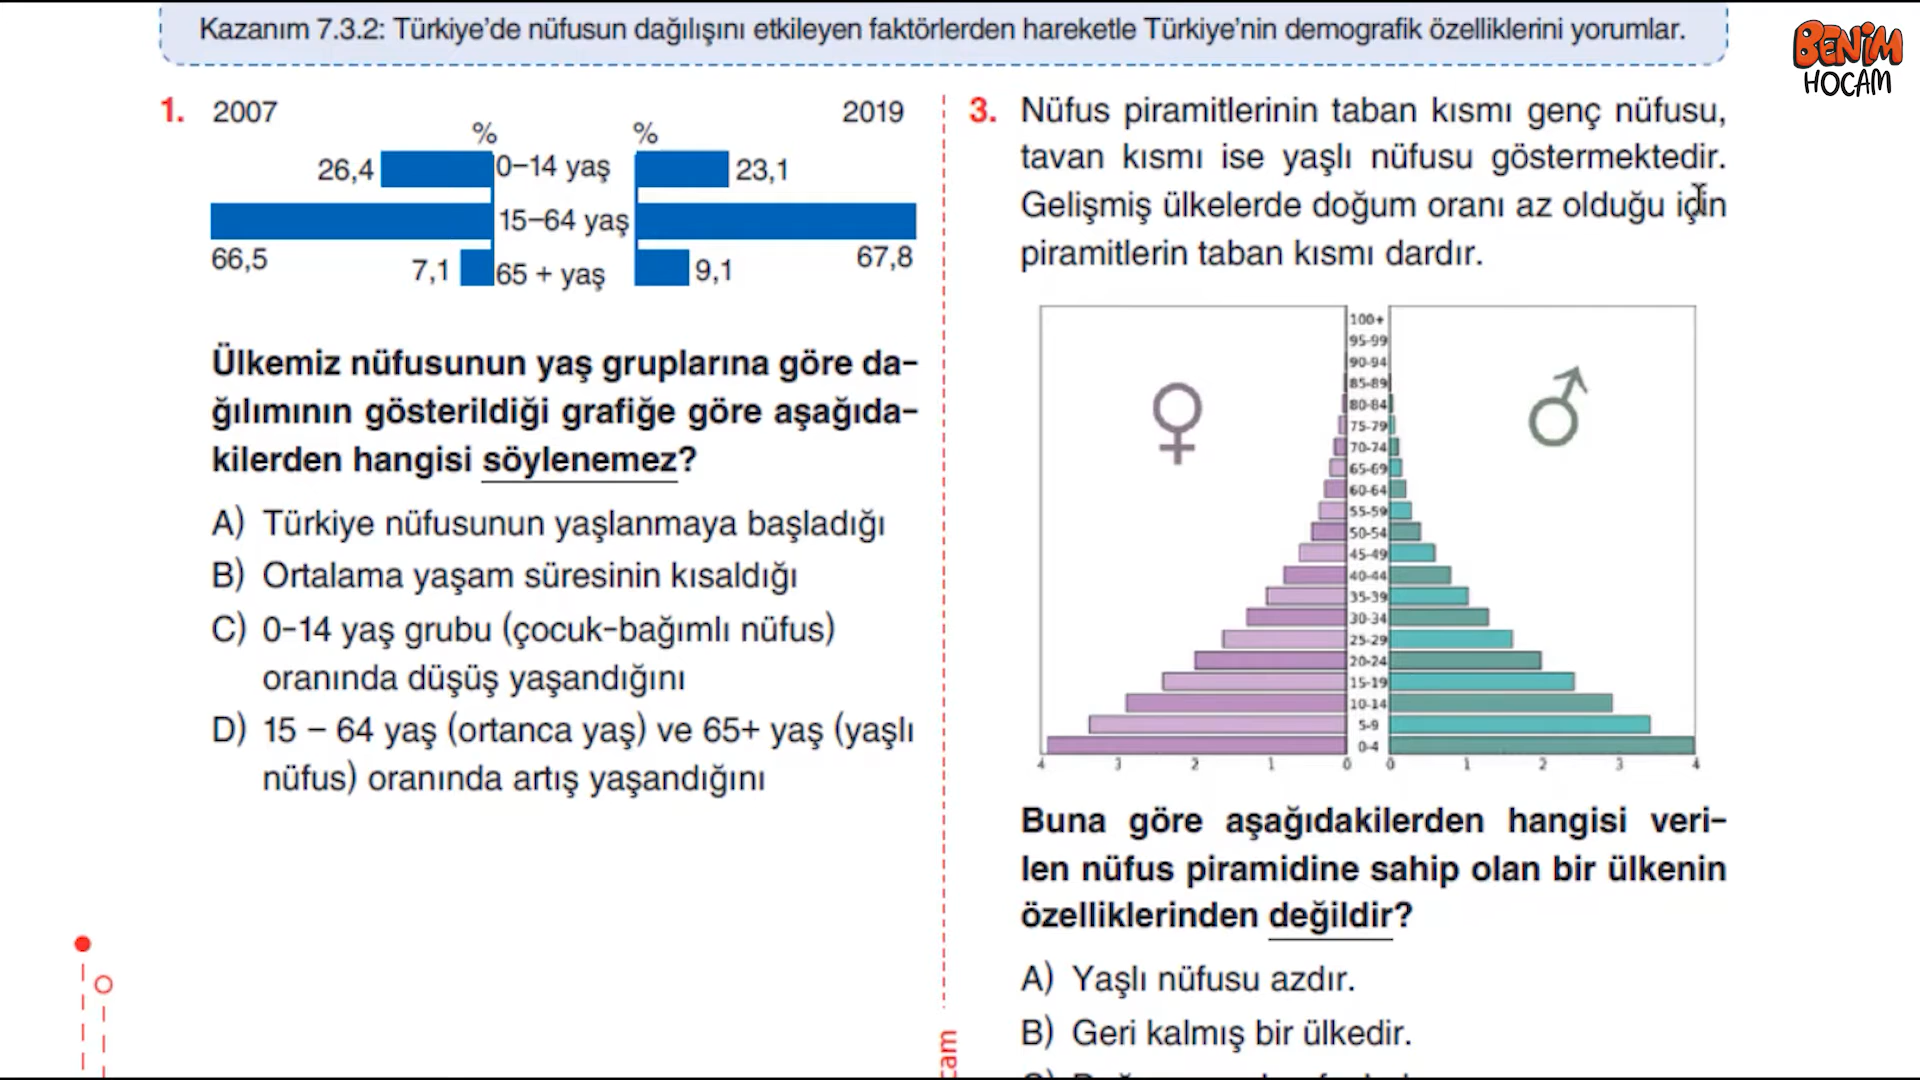 Kazanım 7.3.2: Türkiye'de nüfusun dağılışını etkileyen faktörlerden hareketle Türkiye'nin demografik özelliklerini yorumlar.
BENİM
HOCAM
1. 2007 2019
% %
26,4 0–14 yaş 23,1
15–64 yaş
66,5 67,8
7,1 65 + yaş 9,1
Ülkemiz nüfusunun yaş gruplarına göre da-
ğılımının gösterildiği grafiğe göre aşağıda-
kilerden hangisi söylenemez?
A) Türkiye nüfusunun yaşlanmaya başladığı
B) Ortalama yaşam süresinin kısaldığı
C) 0-14 yaş grubu (çocuk-bağımlı nüfus)
oranında düşüş yaşandığını
D) 15 – 64 yaş (ortanca yaş) ve 65+ yaş (yaşlı
nüfus) oranında artış yaşandığını
3. Nüfus piramitlerinin taban kısmı genç nüfusu,
tavan kısmı ise yaşlı nüfusu göstermektedir.
Gelişmiş ülkelerde doğum oranı az olduğu için
piramitlerin taban kısmı dardır.
100+
95-99
90-94
85-89
80-84
75-79
70-74
65-69
60-64
55-59
50-54
45-49
40-44
35-39
30-34
25-29
20-24
15-19
10-14
5-9
0-4
4 3 2 1 0 0 1 2 3 4
Buna göre aşağıdakilerden hangisi veri-
len nüfus piramidine sahip olan bir ülkenin
özelliklerinden değildir?
A) Yaşlı nüfusu azdır.
B) Geri kalmış bir ülkedir.
cam